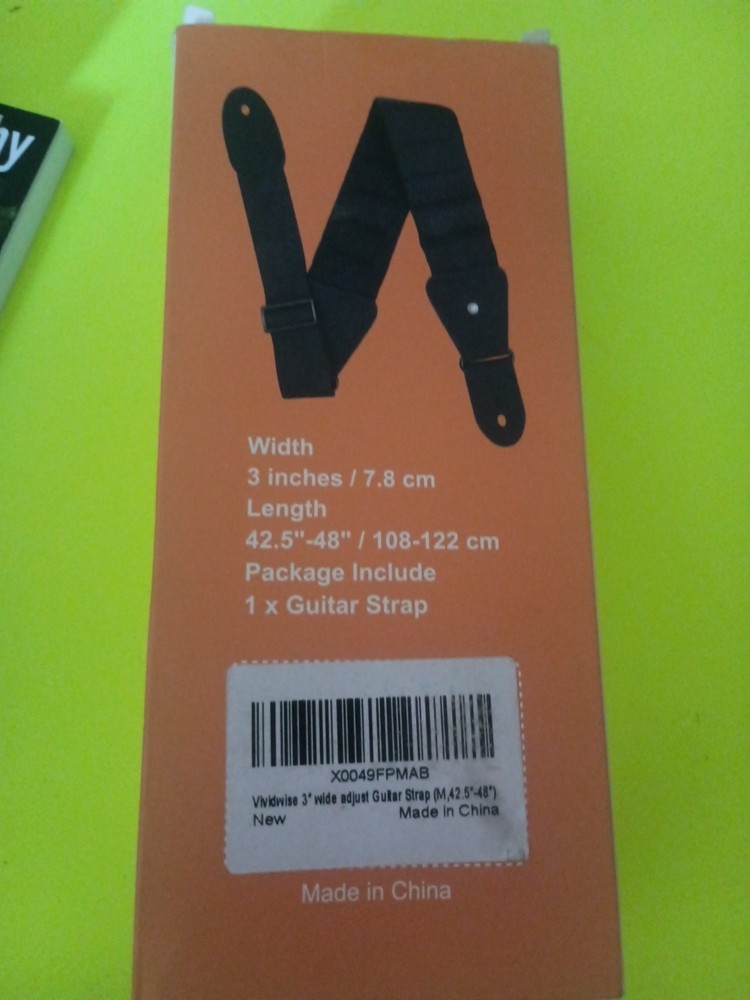 hy
Width
3 inches / 7.8 cm
Length
42.5"-48" / 108-122 cm
Package Include
1 x Guitar Strap
X0049FPMAB
Vividwise 3" wide adjust Guitar Strap (M,42.5"-48")
New
Made in China
Made in China